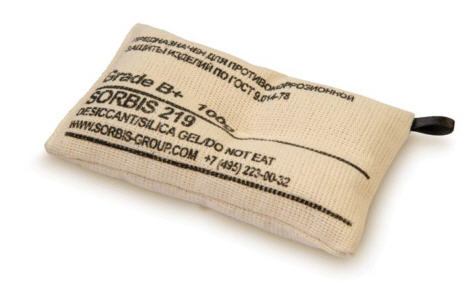 ПРЕДНАЗНАЧЕН ДЛЯ ПРОТИВОКОРРОЗИОННОЙ
ЗАЩИТЫ ИЗДЕЛИЙ ПО ГОСТ 9.014-78
Grade B+ 100g
SORBIS 219
DESICCANT/SILICA GEL/DO NOT EAT
WWW.SORBIS-GROUP.COM +7 (495) 223-00-32